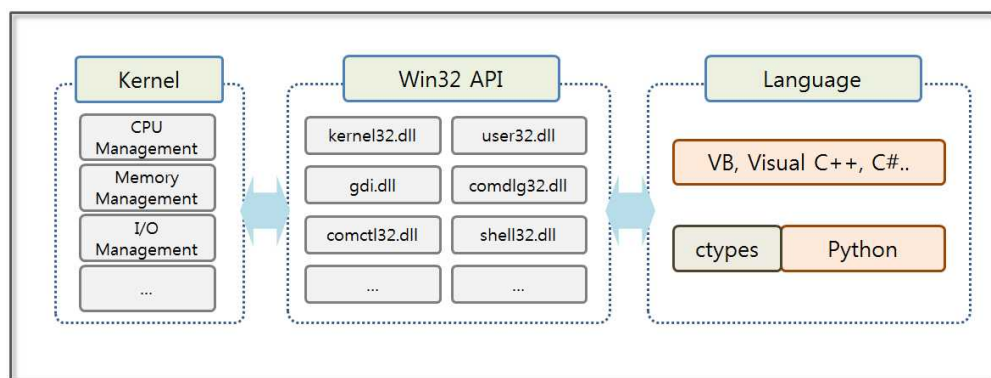 Kernel
CPU
Management
Memory
Management
I/O
Management
...
Win32 API
kernel32.dll
user32.dll
gdi.dll
comdlg32.dll
comctl32.dll
shell32.dll
...
...
Language
VB, Visual C++, C#..
ctypes
Python